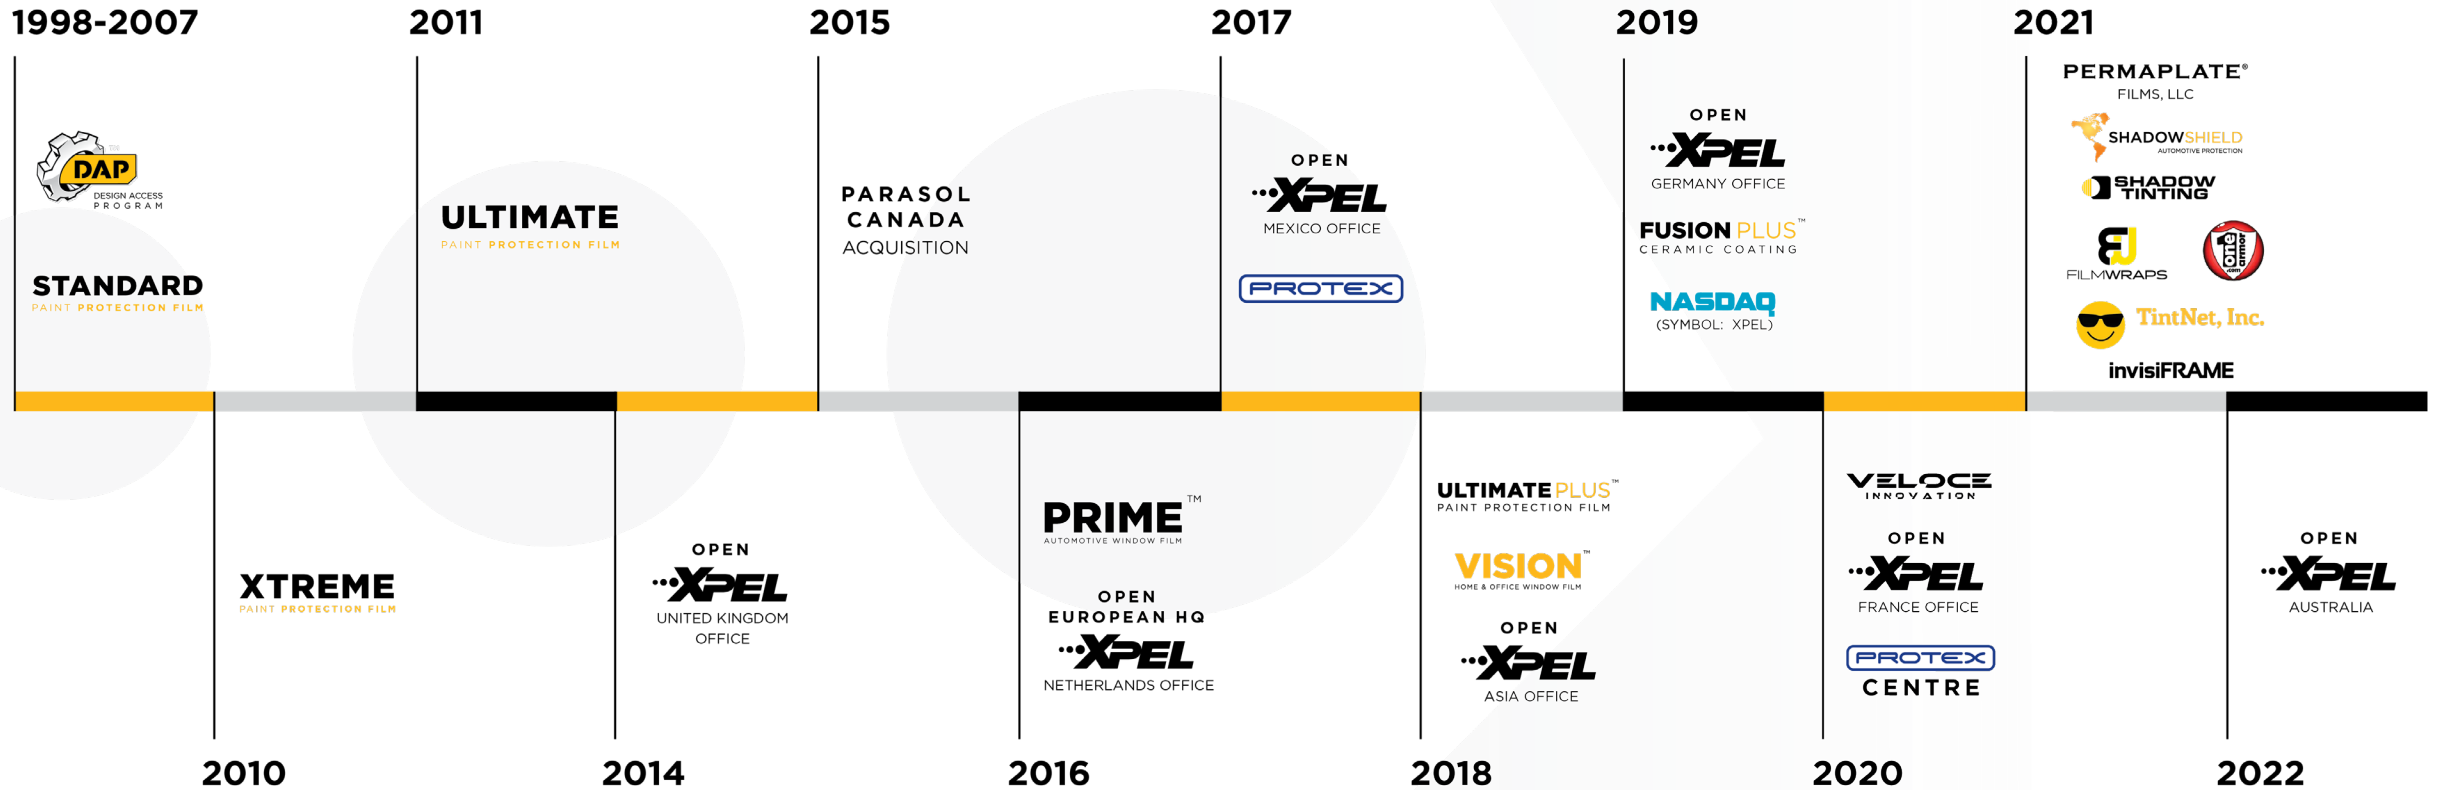 1998-2007
2011
2015
2017
2019
2021
DAP
TM
DESIGN ACCESS
PROGRAM
STANDARD
PAINT PROTECTION FILM
ULTIMATE
PAINT PROTECTION FILM
PARASOL
CANADA
ACQUISITION
OPEN
XPEL
MEXICO OFFICE
PROTEX
OPEN
XPEL
GERMANY OFFICE
FUSION PLUS™
CERAMIC COATING
NASDAQ
(SYMBOL: XPEL)
PERMAPLATE®
FILMS, LLC
SHADOWSHIELD
AUTOMOTIVE PROTECTION
SHADOW
TINTING
FILMWRAPS
one
armor
.com
TintNet, Inc.
invisiFRAME
XTREME
PAINT PROTECTION FILM
OPEN
XPEL
UNITED KINGDOM
OFFICE
PRIME™
AUTOMOTIVE WINDOW FILM
OPEN
EUROPEAN HQ
XPEL
NETHERLANDS OFFICE
ULTIMATE PLUS™
PAINT PROTECTION FILM
VISION™
HOME & OFFICE WINDOW FILM
OPEN
XPEL
ASIA OFFICE
VELOCE
INNOVATION
OPEN
XPEL
FRANCE OFFICE
PROTEX
CENTRE
OPEN
XPEL
AUSTRALIA
2010
2014
2016
2018
2020
2022